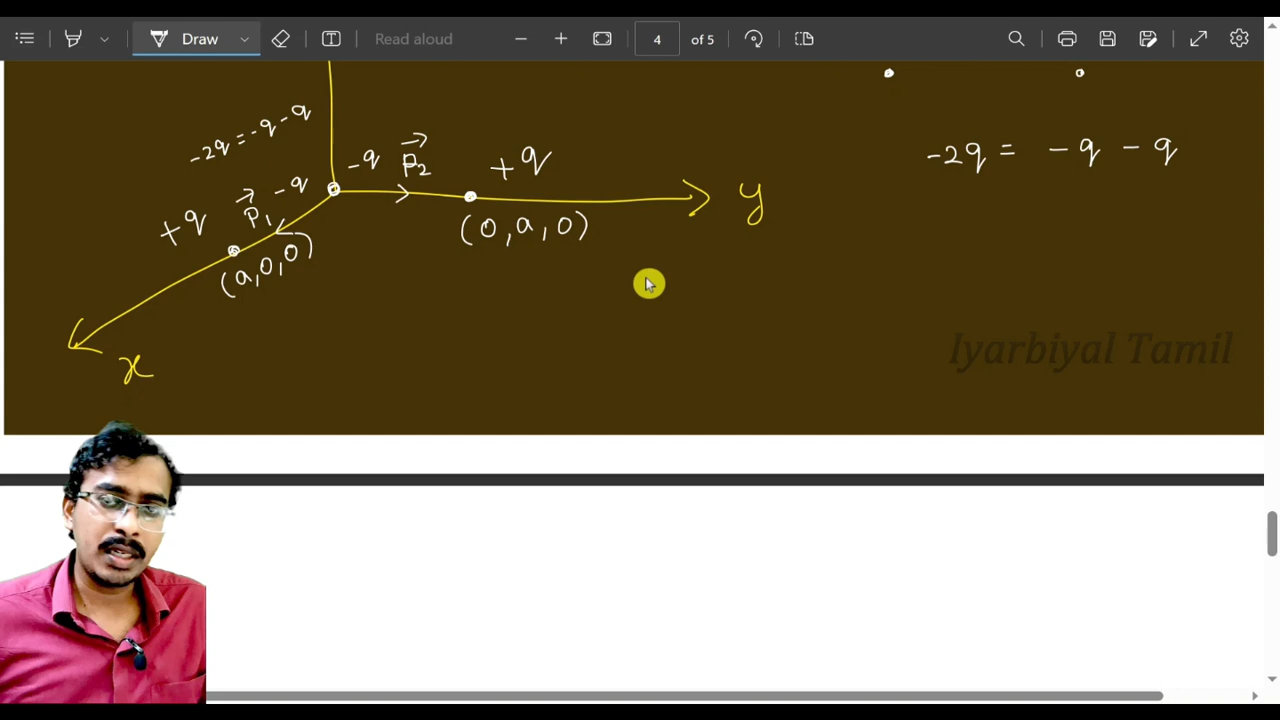 Draw
Read aloud
4
of 5
-2q = -q -q
-q
P₂
+q
-2q = -q -q
+q
P₁
-q
y
(0,a,0)
(a,0,0)
x
Iyarbiyal Tamil